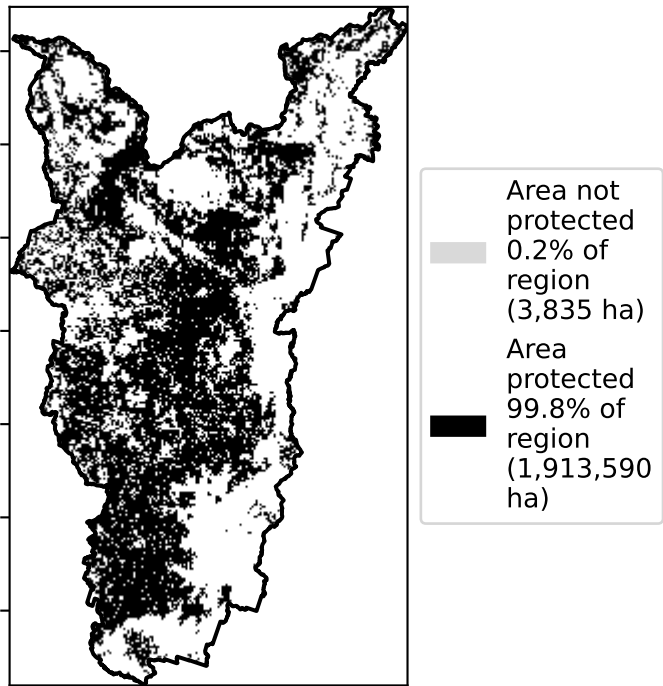 Area not
protected
0.2% of
region
(3,835 ha)
Area
protected
99.8% of
region
(1,913,590
ha)